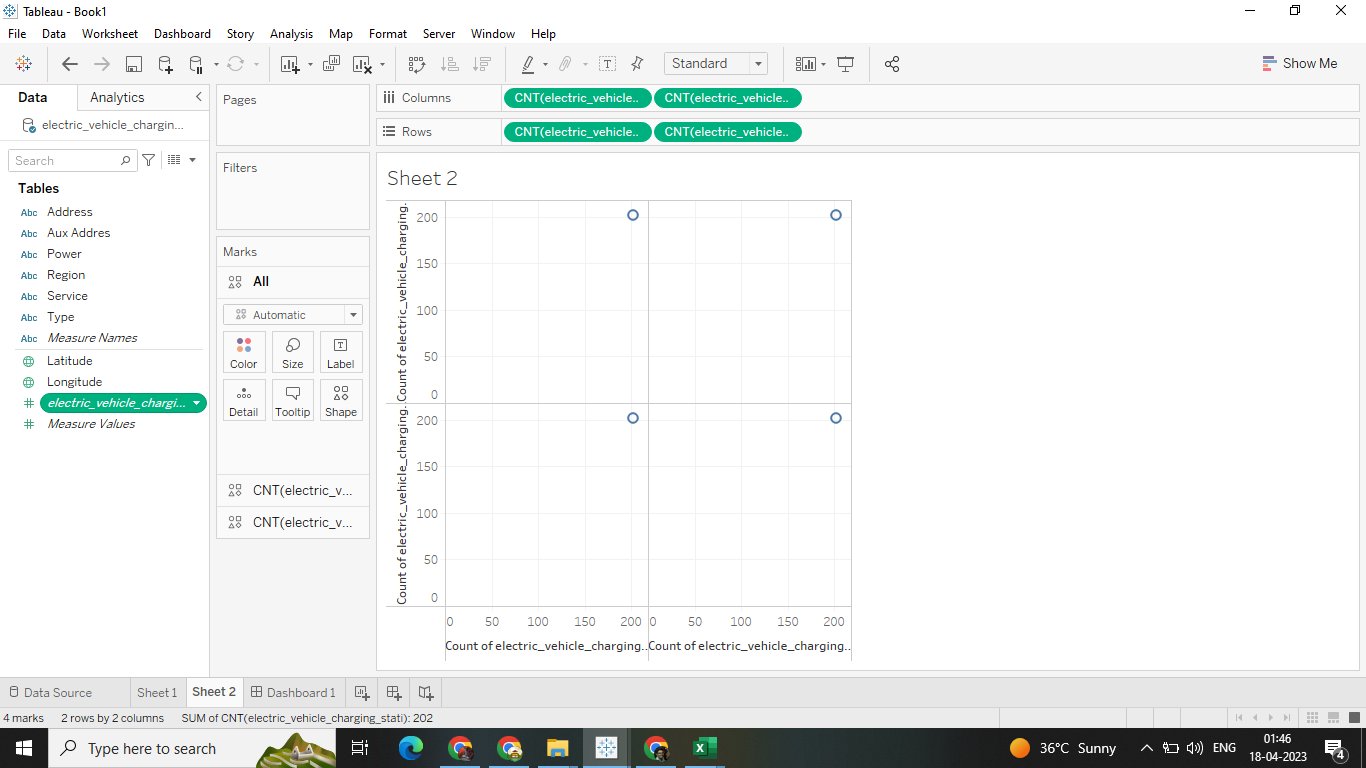 Tableau - Book1
File Data Worksheet Dashboard Story Analysis Map Format Server Window Help
Standard
Show Me
Data Analytics
electric_vehicle_chargin...
Search
Tables
Abc Address
Abc Aux Addres
Abc Power
Abc Region
Abc Service
Abc Type
Abc Measure Names
Latitude
Longitude
# electric_vehicle_chargi...
# Measure Values
Pages
Filters
Marks
All
Automatic
Color Size Label
Detail Tooltip Shape
CNT(electric_v...
CNT(electric_v...
Columns CNT(electric_vehicle.. CNT(electric_vehicle..
Rows CNT(electric_vehicle.. CNT(electric_vehicle..
Sheet 2
Count of electric_vehicle_charging..
200
150
100
50
0
Count of electric_vehicle_charging..
200
150
100
50
0
0 50 100 150 200 0 50 100 150 200
Count of electric_vehicle_charging.. Count of electric_vehicle_charging..
Data Source Sheet 1 Sheet 2 Dashboard 1
4 marks 2 rows by 2 columns SUM of CNT(electric_vehicle_charging_stati): 202
Type here to search
36°C Sunny
ENG
01:46
18-04-2023
4